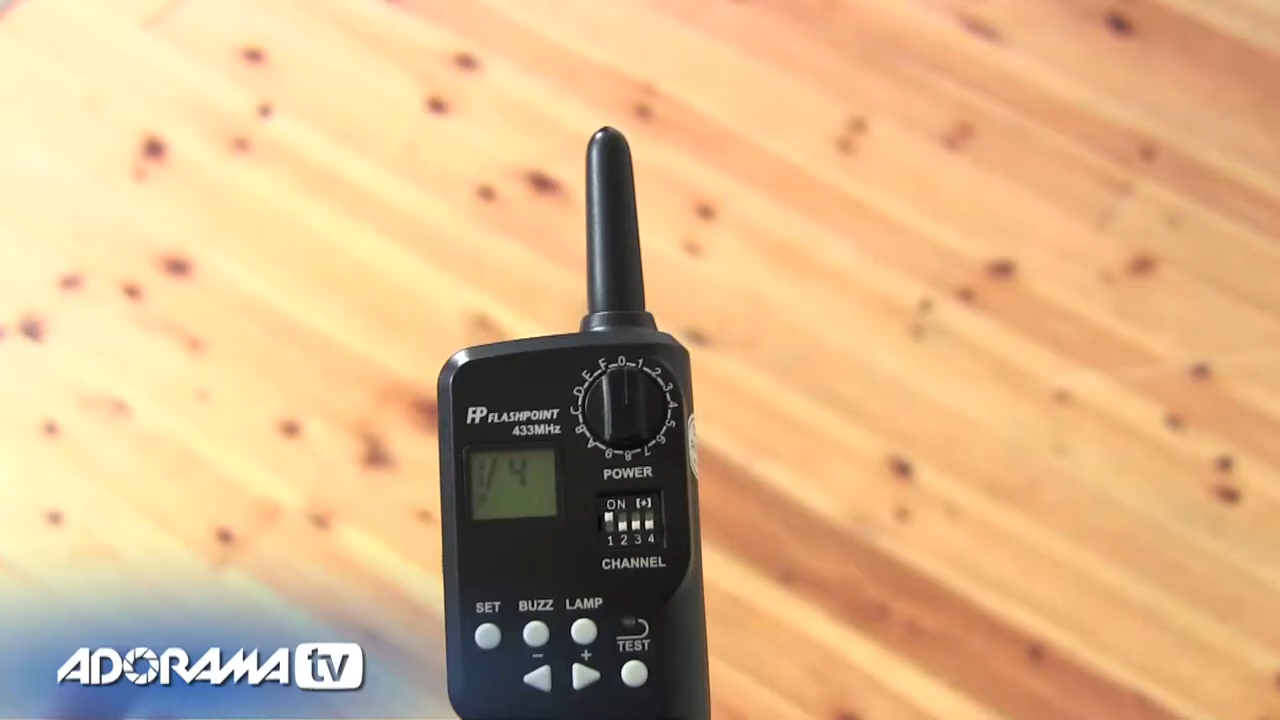 F 0 1 2 3 4 5 6 7 8 9 A B C D E
FP FLASHPOINT
433MHz
POWER
1/4
ON [*]
1 2 3 4
CHANNEL
SET BUZZ LAMP
TEST
− +
ADORAMA tv